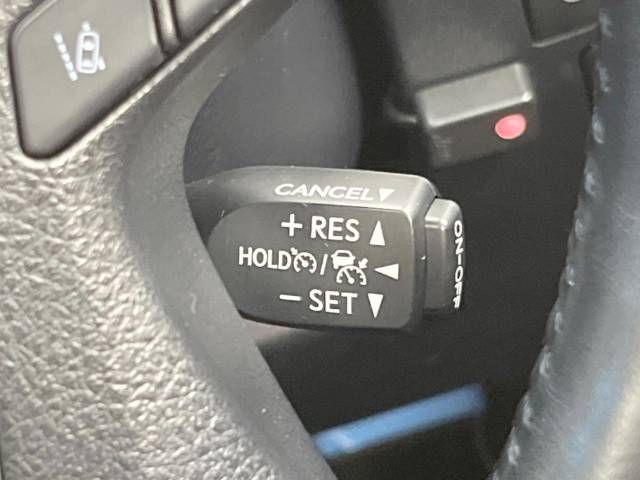 CANCEL▼
+ RES ▲
HOLD / ◄
− SET ▼
ON-OFF